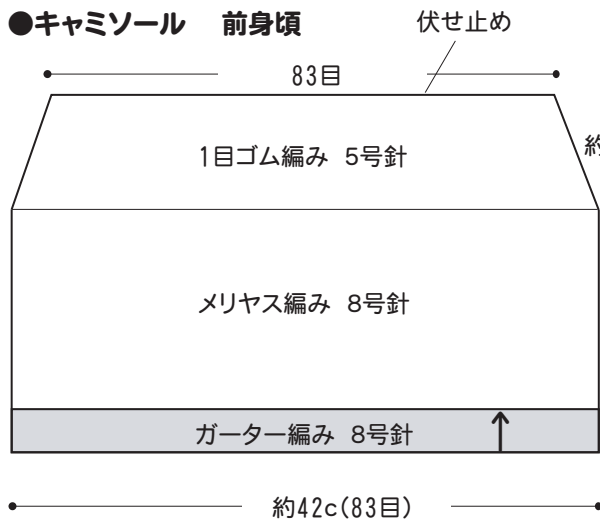 ●キャミソール 前身頃
伏せ止め
83目
1目ゴム編み 5号針
約
メリヤス編み 8号針
ガーター編み 8号針
約42c(83目)